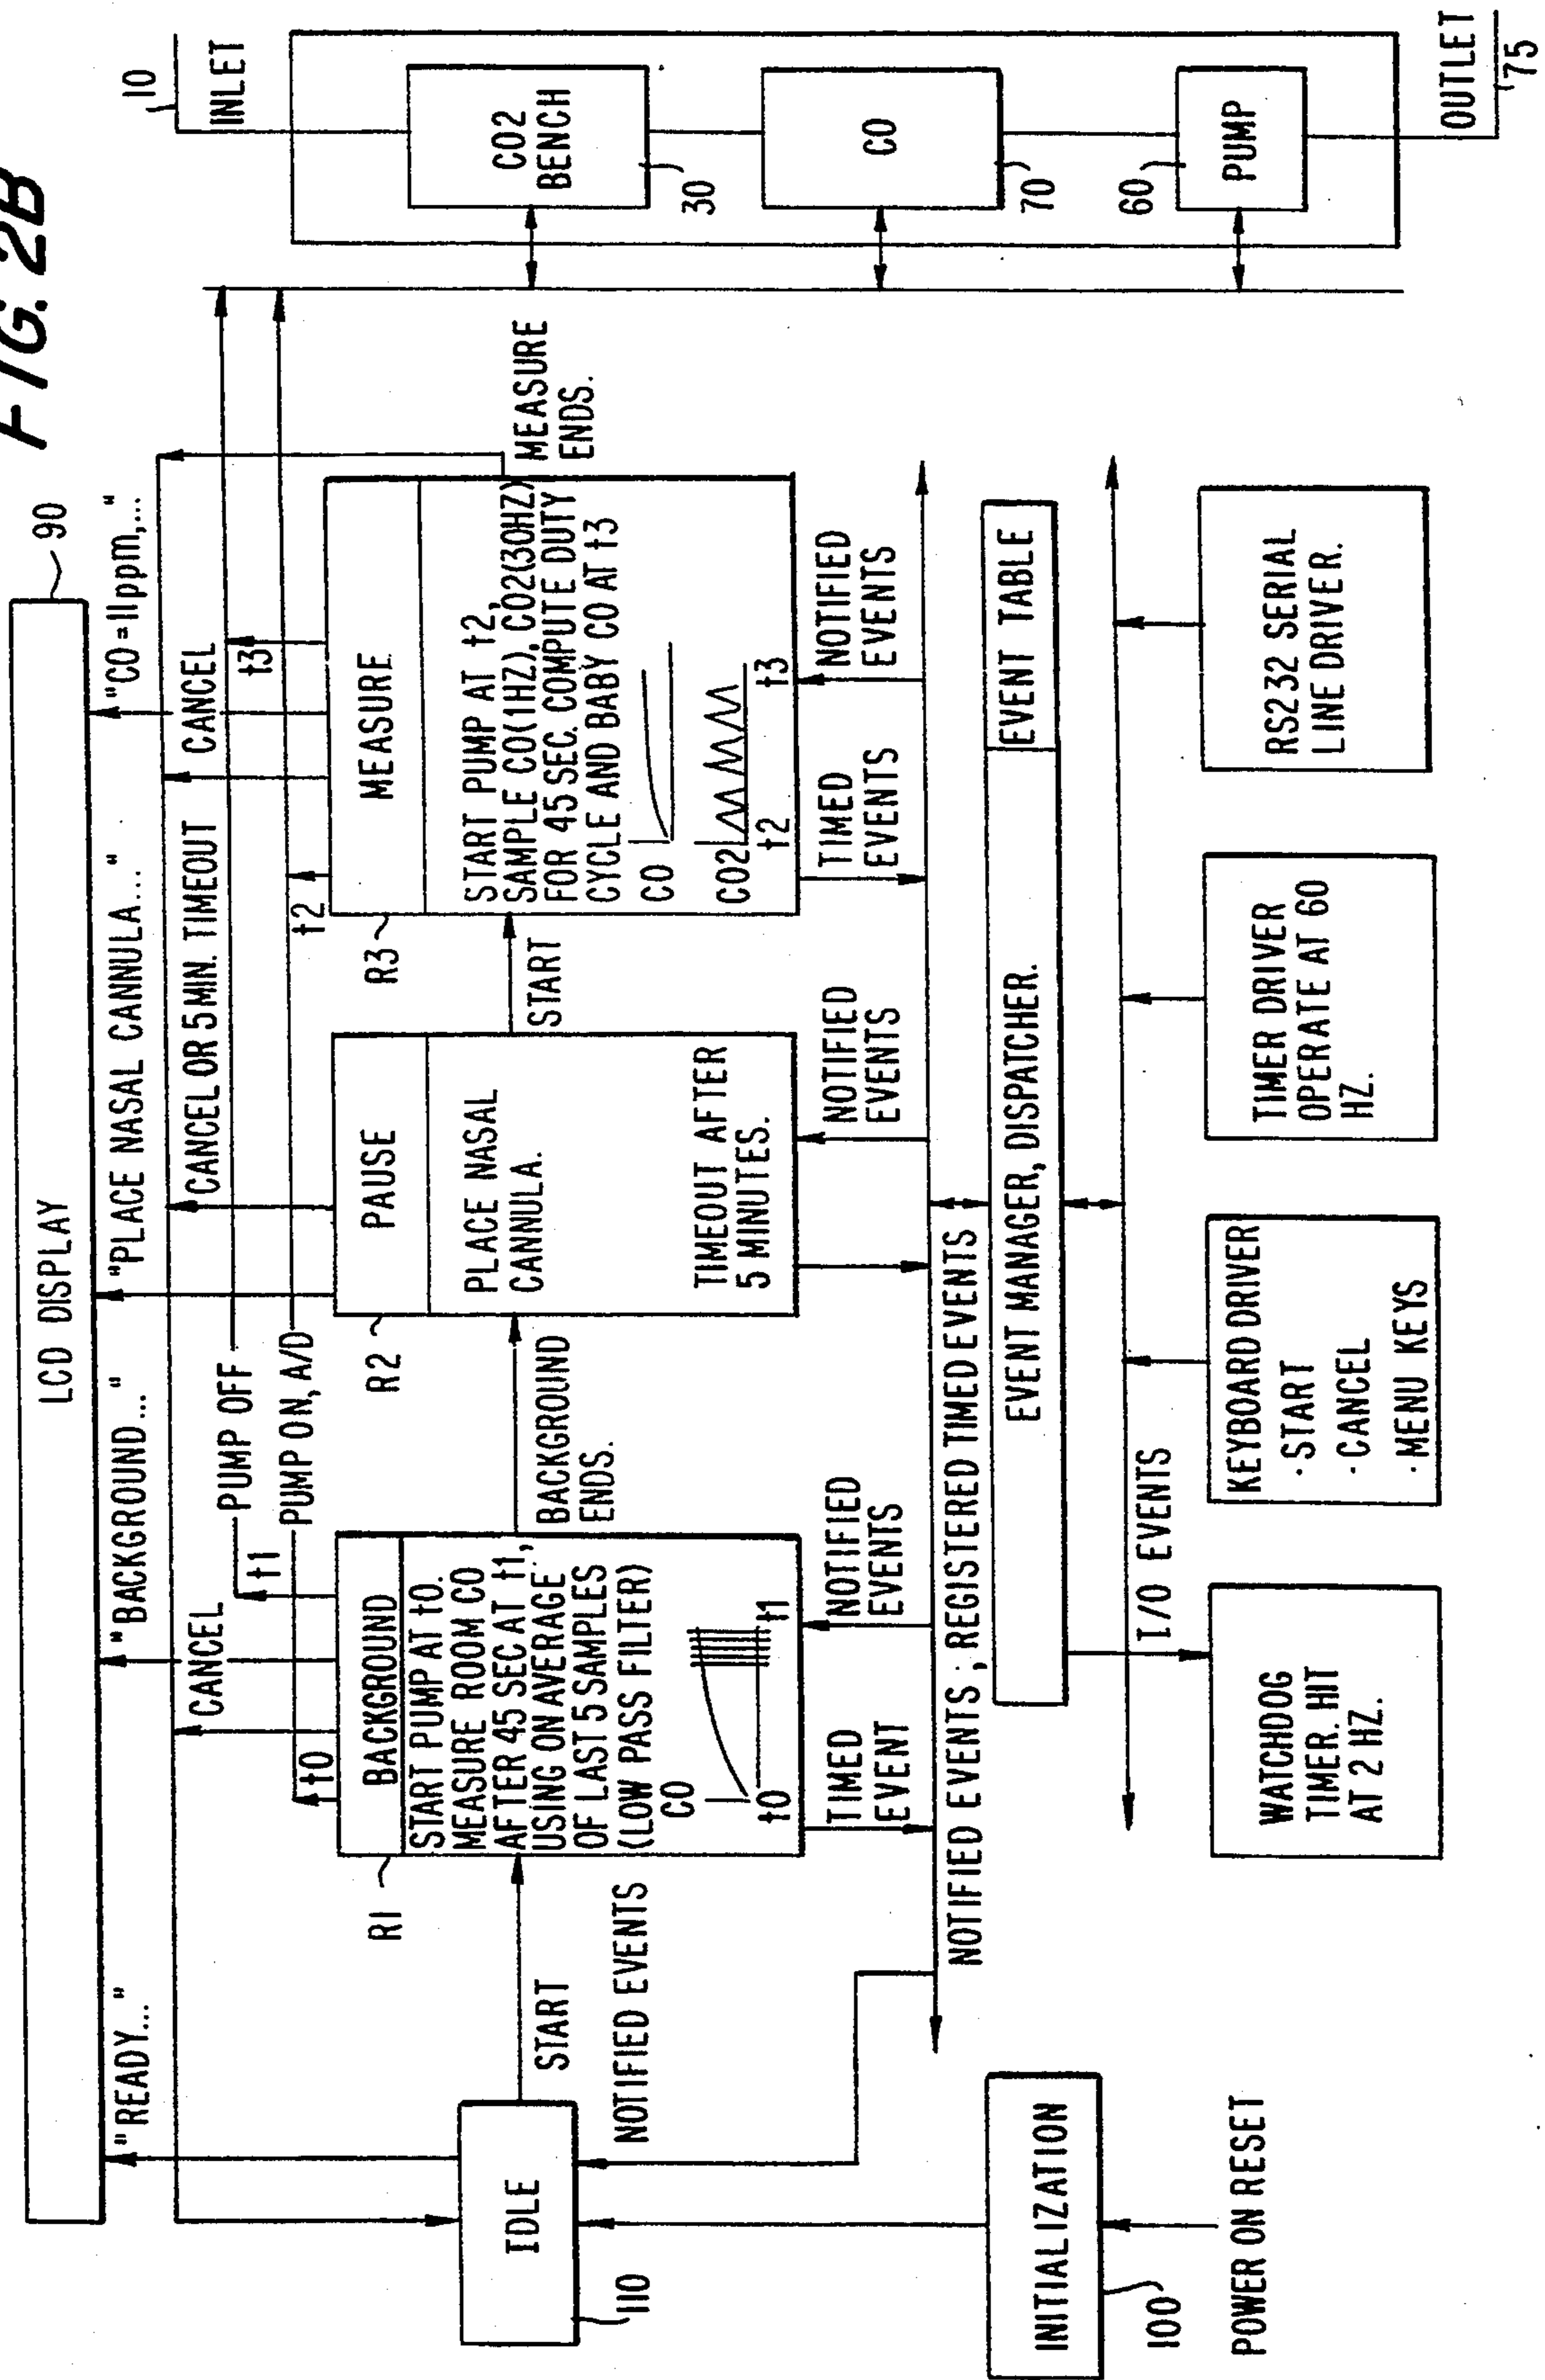 FIG. 2B
LCD DISPLAY
90
"READY..."
"BACKGROUND..."
"PLACE NASAL CANNULA..."
"CO=11ppm,..."
CANCEL
CANCEL OR 5 MIN. TIMEOUT
CANCEL
PUMP OFF
PUMP ON, A/D
t0
t1
t2
t3
10
INLET
CO2
BENCH
30
CO
70
60
PUMP
OUTLET
75
IDLE
110
START
NOTIFIED EVENTS
R1
BACKGROUND
START PUMP AT t0.
MEASURE ROOM CO
AFTER 45 SEC AT t1,
USING ON AVERAGE
OF LAST 5 SAMPLES
(LOW PASS FILTER)
CO
t0
t1
BACKGROUND
ENDS.
R2
PAUSE
PLACE NASAL
CANNULA.
TIMEOUT AFTER
5 MINUTES.
START
R3
MEASURE
START PUMP AT t2,
SAMPLE CO(1HZ), CO2(30HZ)
FOR 45 SEC. COMPUTE DUTY
CYCLE AND BABY CO AT t3
CO
CO2
t2
t3
MEASURE
ENDS.
TIMED
EVENT
NOTIFIED
EVENTS
NOTIFIED
EVENTS
TIMED
EVENTS
NOTIFIED
EVENTS
NOTIFIED EVENTS; REGISTERED TIMED EVENTS
EVENT MANAGER, DISPATCHER.
EVENT TABLE
INITIALIZATION
100
POWER ON RESET
I/O EVENTS
WATCHDOG
TIMER. HIT
AT 2 HZ.
KEYBOARD DRIVER
· START
· CANCEL
· MENU KEYS
TIMER DRIVER
OPERATE AT 60
HZ.
RS232 SERIAL
LINE DRIVER.